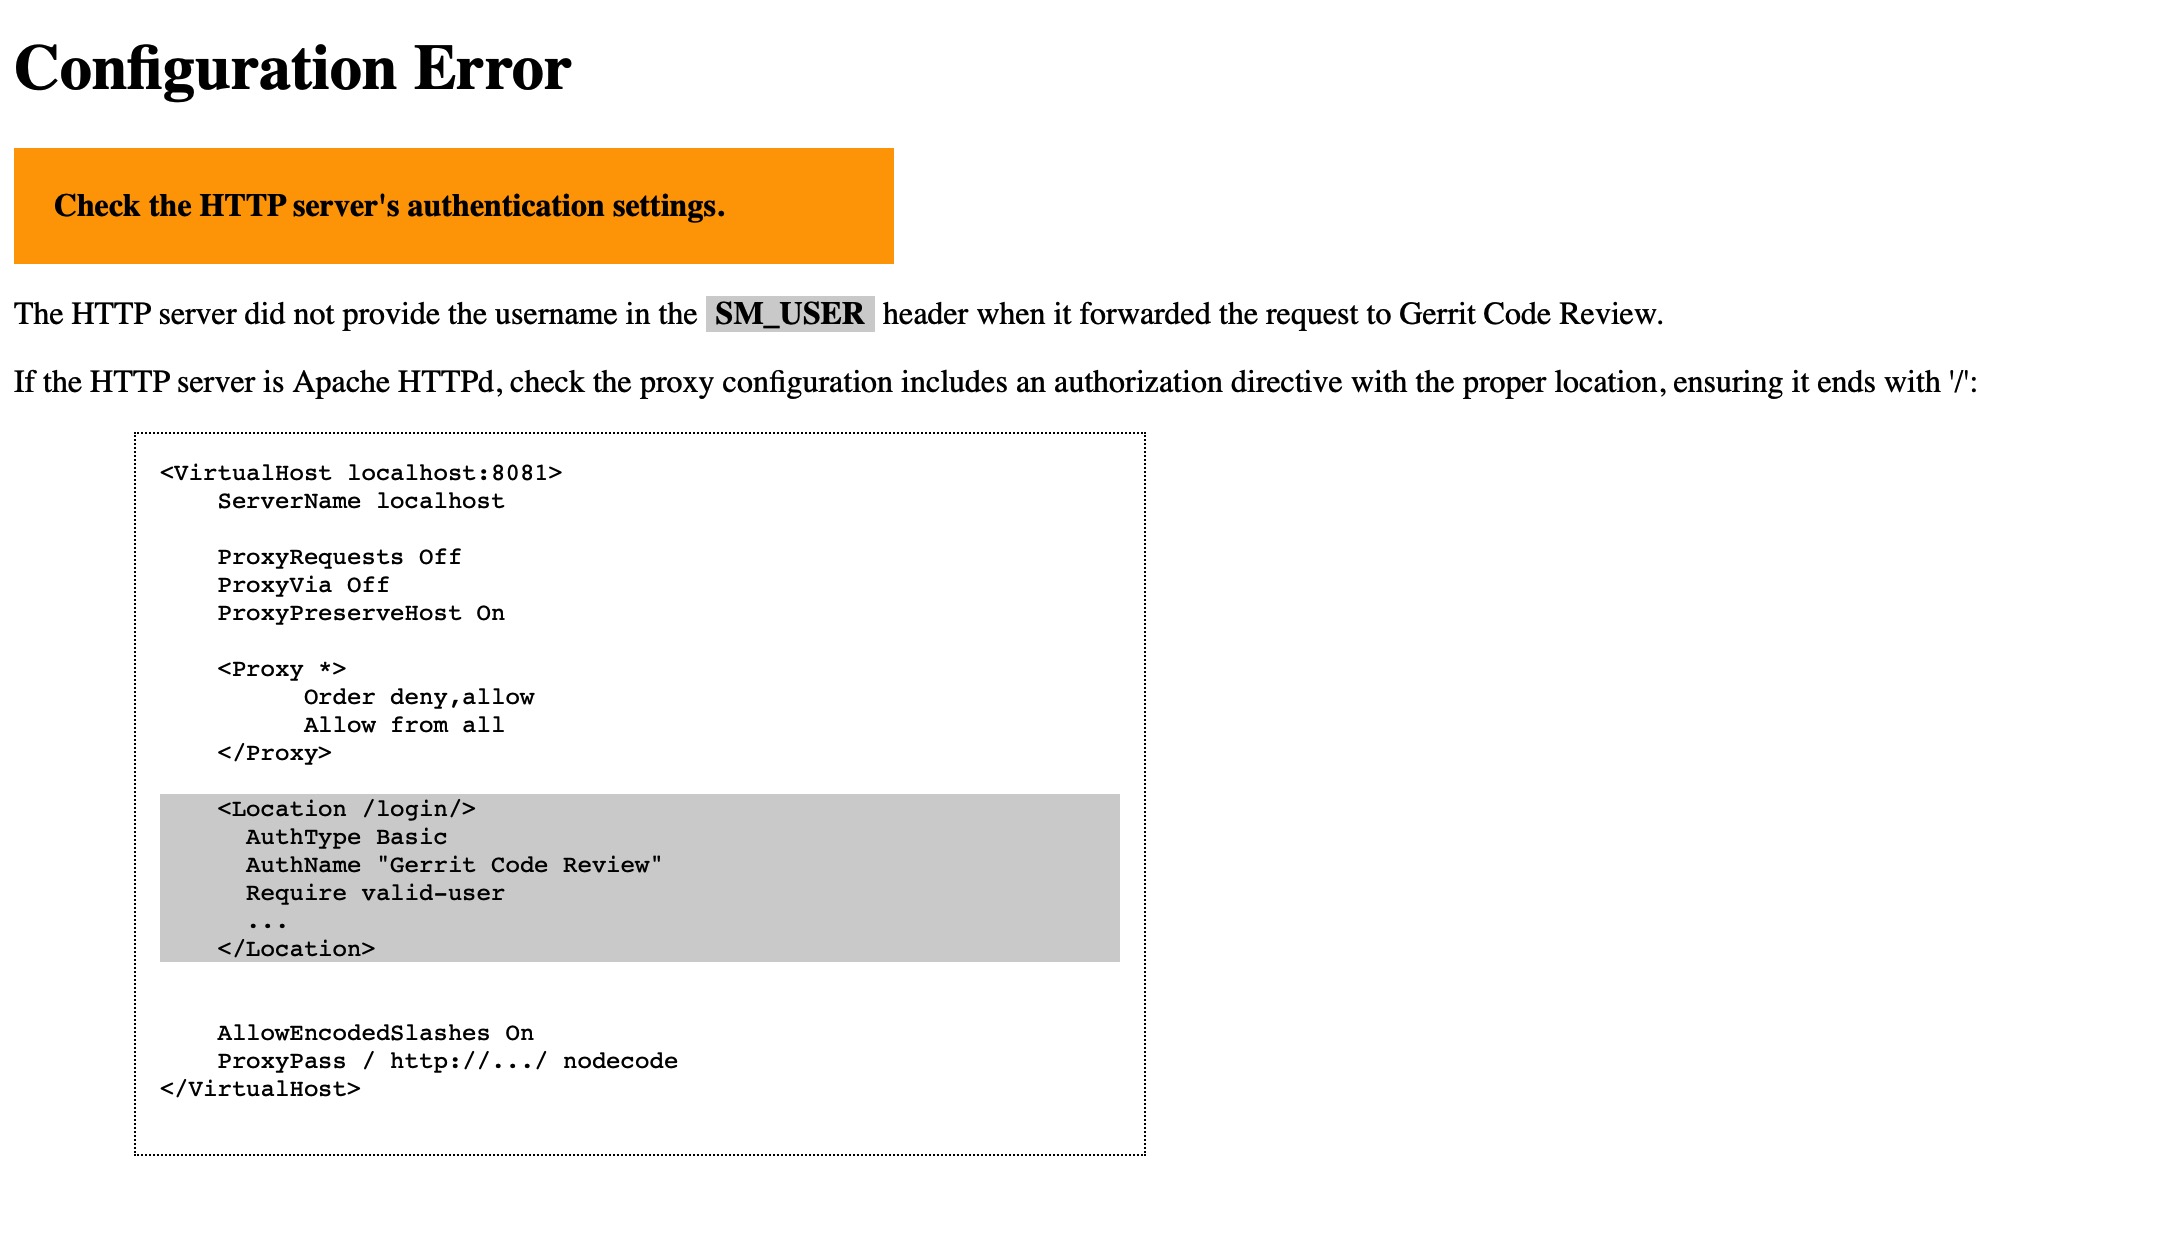 Configuration Error
Check the HTTP server's authentication settings.
The HTTP server did not provide the username in the SM_USER header when it forwarded the request to Gerrit Code Review.
If the HTTP server is Apache HTTPd, check the proxy configuration includes an authorization directive with the proper location, ensuring it ends with '/':
<VirtualHost localhost:8081>
    ServerName localhost
    ProxyRequests Off
    ProxyVia Off
    ProxyPreserveHost On
    <Proxy *>
          Order deny,allow
          Allow from all
    </Proxy>
    <Location /login/>
      AuthType Basic
      AuthName "Gerrit Code Review"
      Require valid-user
      ...
    </Location>
    AllowEncodedSlashes On
    ProxyPass / http://.../ nodecode
</VirtualHost>